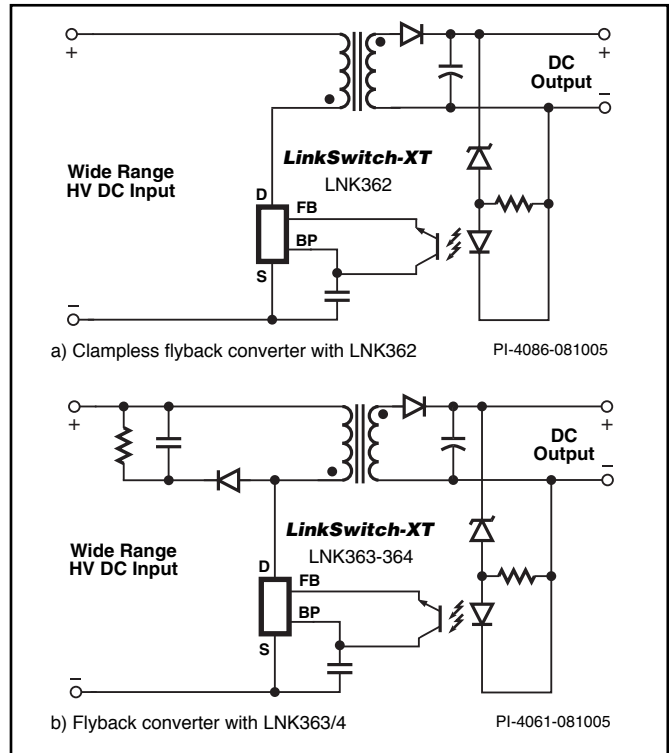 +
+
DC
Output
–
LinkSwitch-XT
LNK362
Wide Range
HV DC Input
D
FB
BP
S
–
a) Clampless flyback converter with LNK362
PI-4086-081005
+
+
DC
Output
–
LinkSwitch-XT
LNK363-364
Wide Range
HV DC Input
D
FB
BP
S
–
b) Flyback converter with LNK363/4
PI-4061-081005